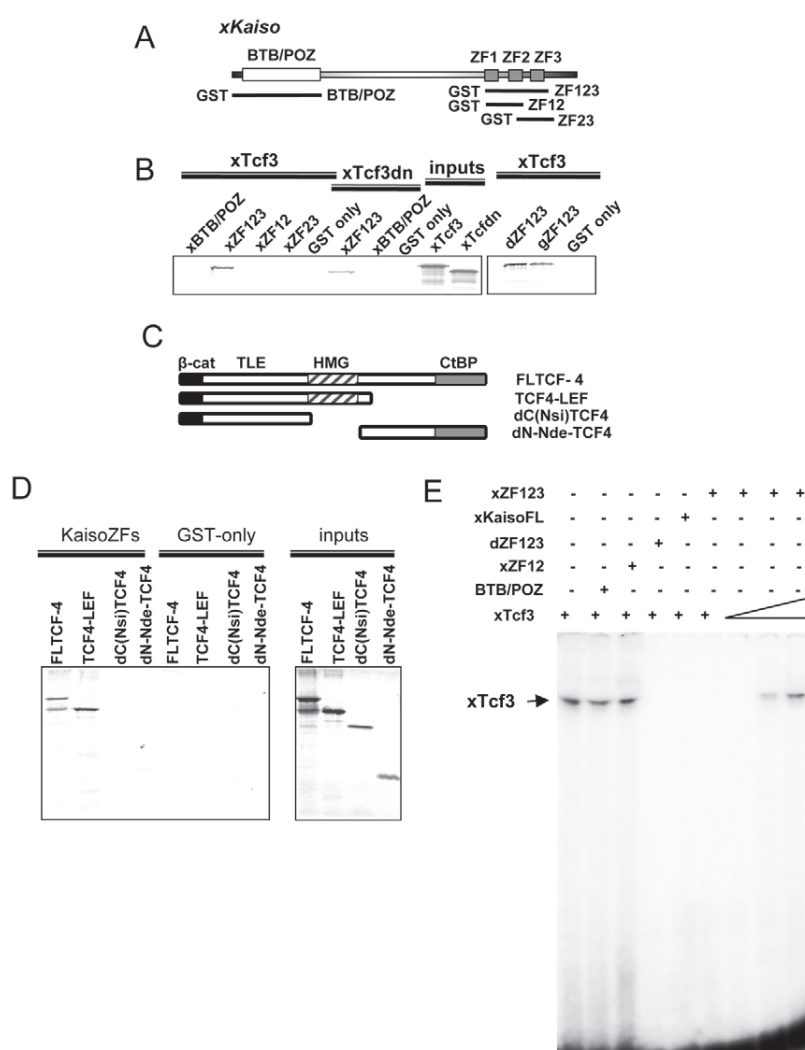 A
xKaiso
BTB/POZ
ZF1 ZF2 ZF3
GST BTB/POZ
GST ZF123
GST ZF12
GST ZF23
B
xTcf3
xTcf3dn
inputs
xTcf3
xBTB/POZ
xZF123
xZF12
xZF23
GST only
xZF123
xBTB/POZ
GST only
xTcf3
xTcfdn
dZF123
gZF123
GST only
C
β-cat TLE HMG CtBP
FLTCF- 4
TCF4-LEF
dC(Nsi)TCF4
dN-Nde-TCF4
D
KaisoZFs GST-only inputs
FLTCF-4
TCF4-LEF
dC(Nsi)TCF4
dN-Nde-TCF4
FLTCF-4
TCF4-LEF
dC(Nsi)TCF4
dN-Nde-TCF4
FLTCF-4
TCF4-LEF
dC(Nsi)TCF4
dN-Nde-TCF4
E
xZF123 - - - - - + + + +
xKaisoFL - - - - + - - - -
dZF123 - - - + - - - - -
xZF12 - - + - - - - - -
BTB/POZ - + - - - - - - -
xTcf3 + + + + + +
xTcf3